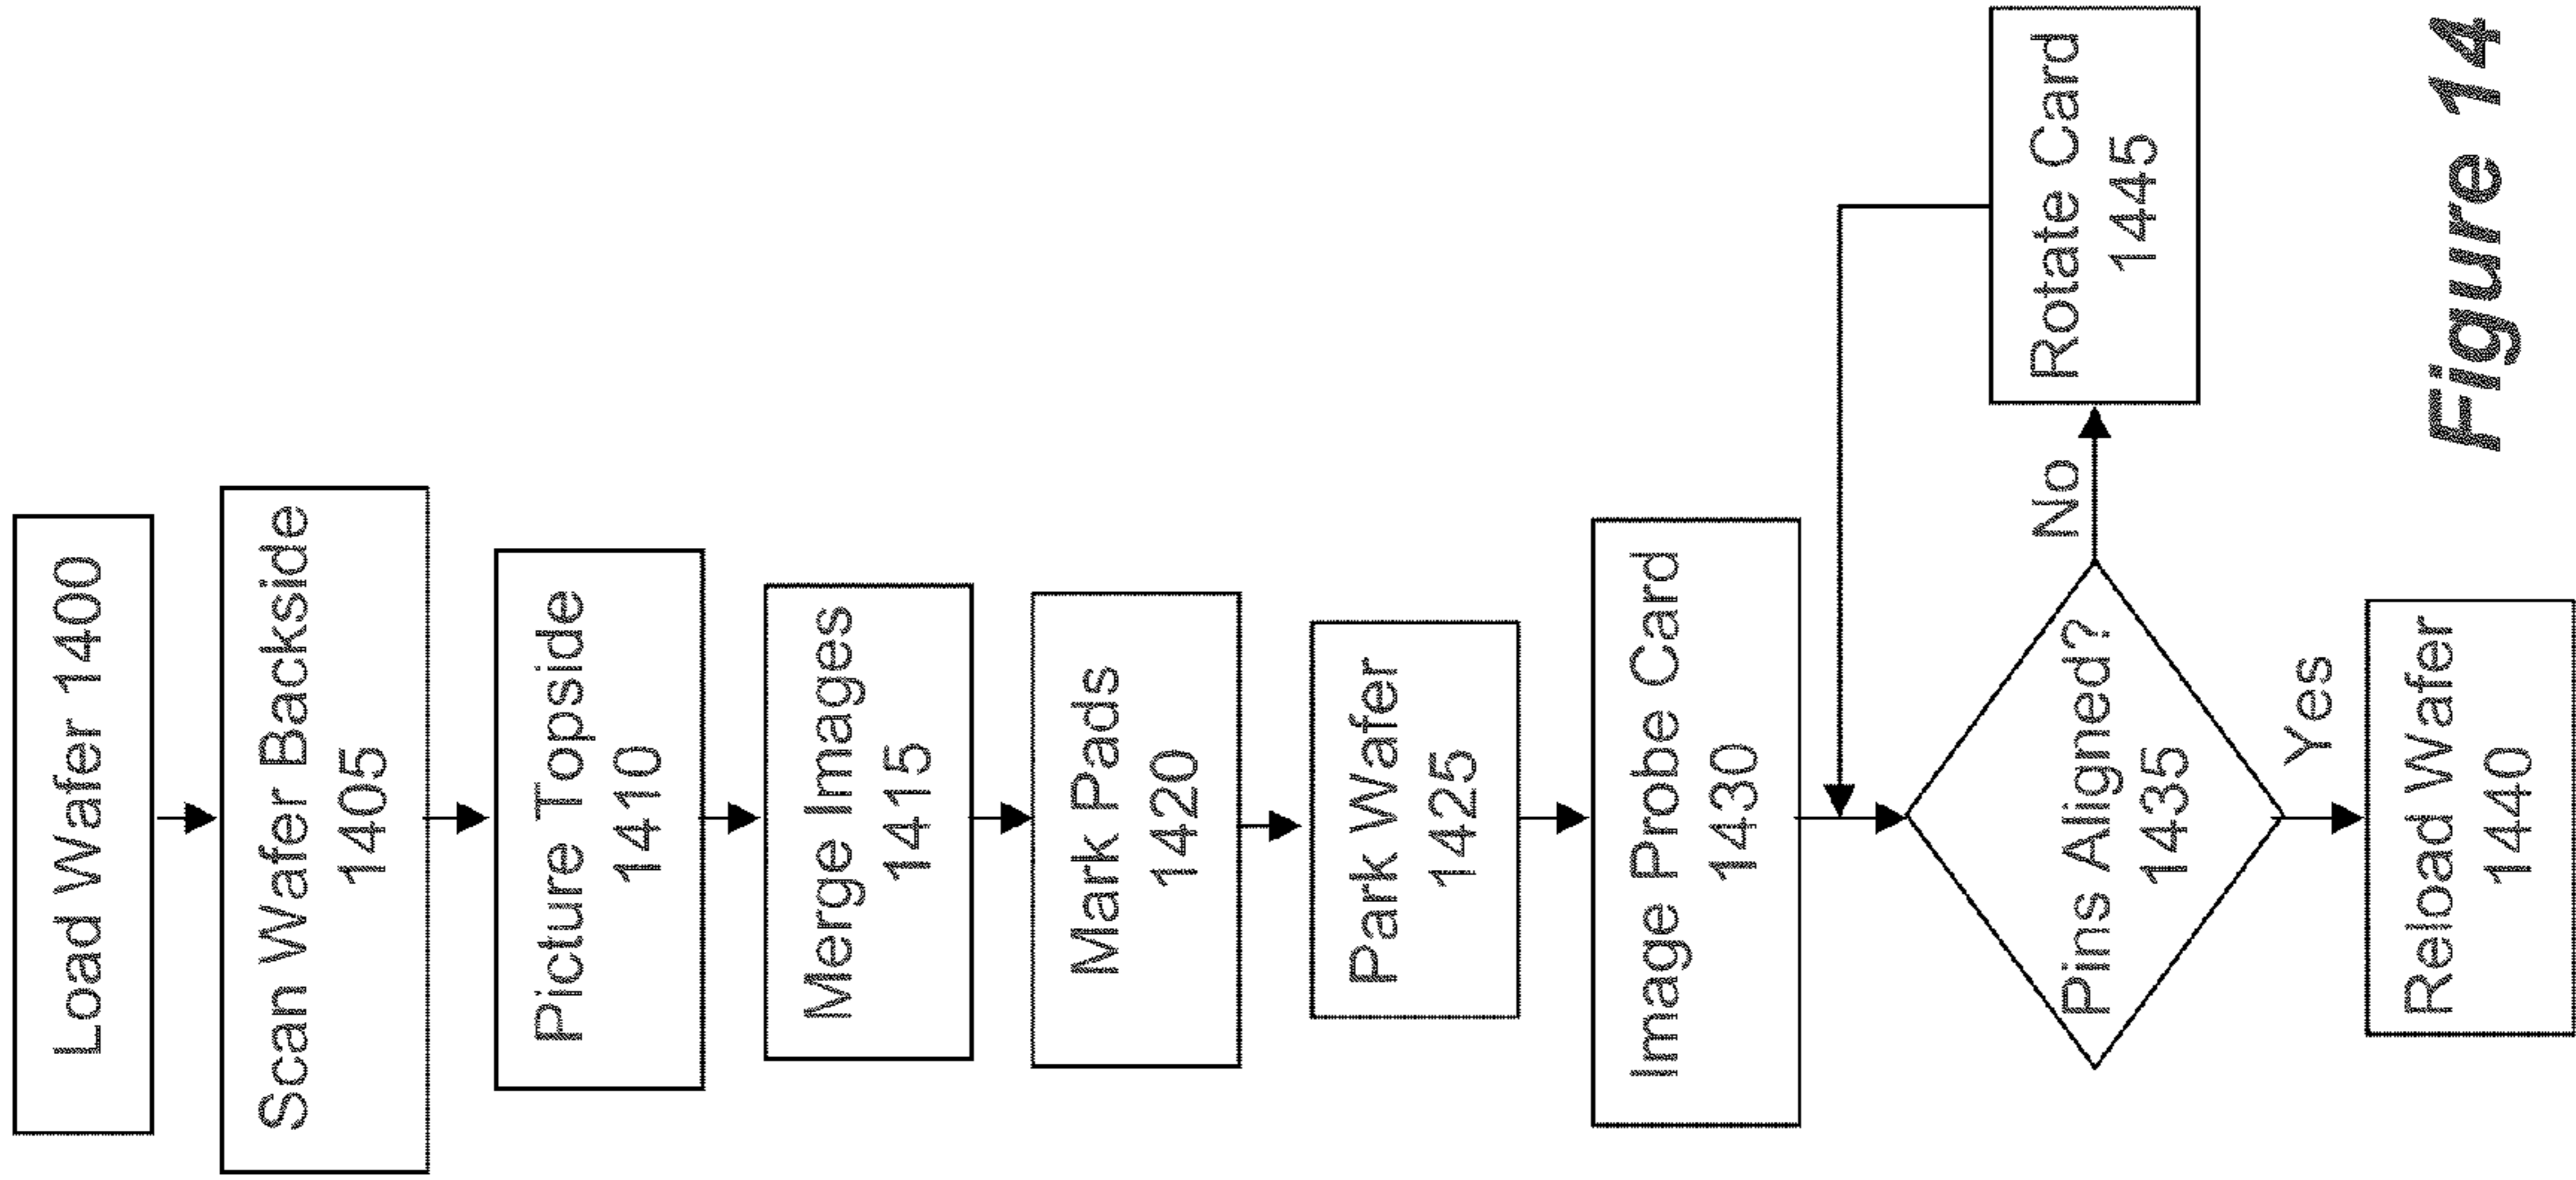 Load Wafer 1400
Scan Wafer Backside
1405
Picture Topside
1410
Merge Images
1415
Mark Pads
1420
Park Wafer
1425
Image Probe Card
1430
Pins Aligned?
1435
No
Rotate Card
1445
Yes
Reload Wafer
1440
Figure 14